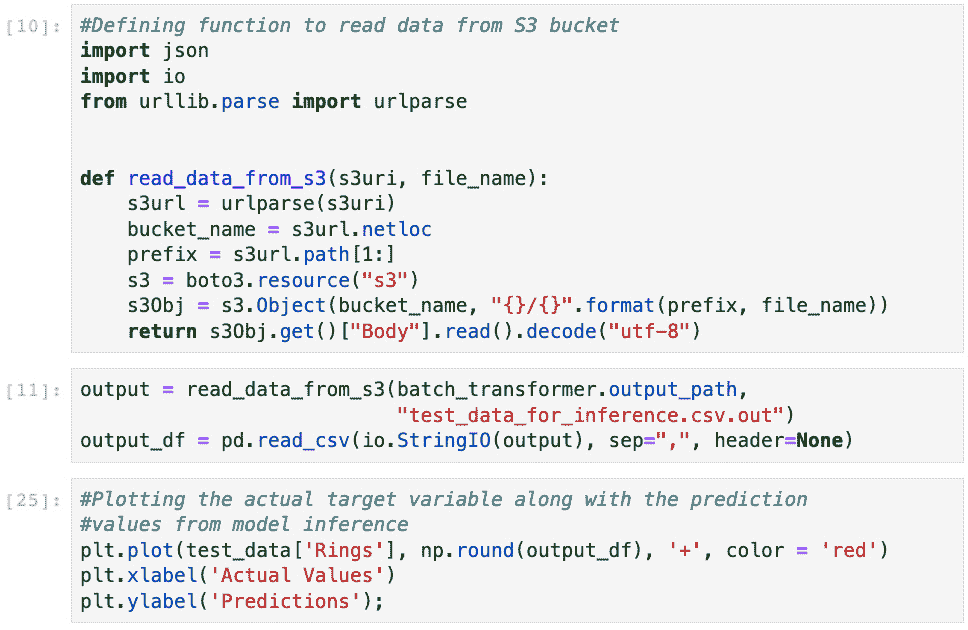 [10]: #Defining function to read data from S3 bucket
import json
import io
from urllib.parse import urlparse
def read_data_from_s3(s3uri, file_name):
    s3url = urlparse(s3uri)
    bucket_name = s3url.netloc
    prefix = s3url.path[1:]
    s3 = boto3.resource("s3")
    s3Obj = s3.Object(bucket_name, "{}/{}".format(prefix, file_name))
    return s3Obj.get()["Body"].read().decode("utf-8")
[11]: output = read_data_from_s3(batch_transformer.output_path,
                           "test_data_for_inference.csv.out")
output_df = pd.read_csv(io.StringIO(output), sep=",", header=None)
[25]: #Plotting the actual target variable along with the prediction
#values from model inference
plt.plot(test_data['Rings'], np.round(output_df), '+', color = 'red')
plt.xlabel('Actual Values')
plt.ylabel('Predictions');